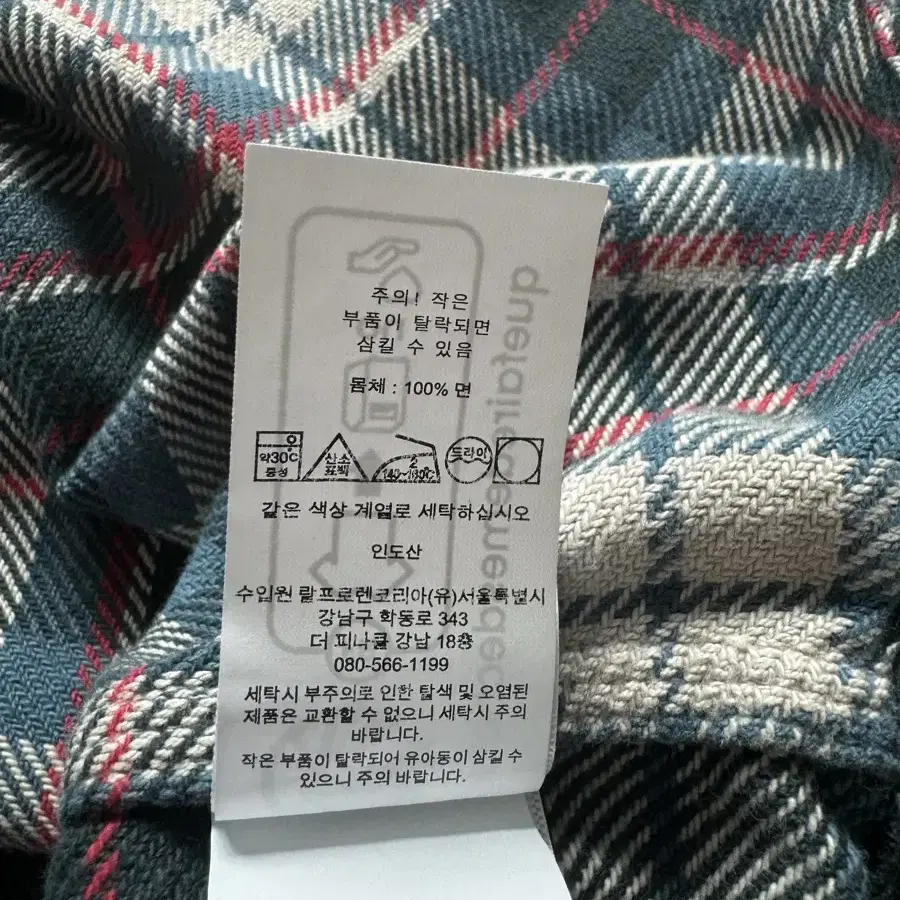 주의! 작은
부품이 탈락되면
삼킬 수 있음
몸체 : 100% 면
약30℃
중성
산소
표백
2
140~160℃
드라이
같은 색상 계열로 세탁하십시오
인도산
수입원 랄프로렌코리아(유)서울특별시
강남구 학동로 343
더 피나클 강남 18층
080-566-1199
세탁시 부주의로 인한 탈색 및 오염된
제품은 교환할 수 없으니 세탁시 주의
바랍니다.
작은 부품이 탈락되어 유아동이 삼킬 수
있으니 주의 바랍니다.
quefairedemesdec